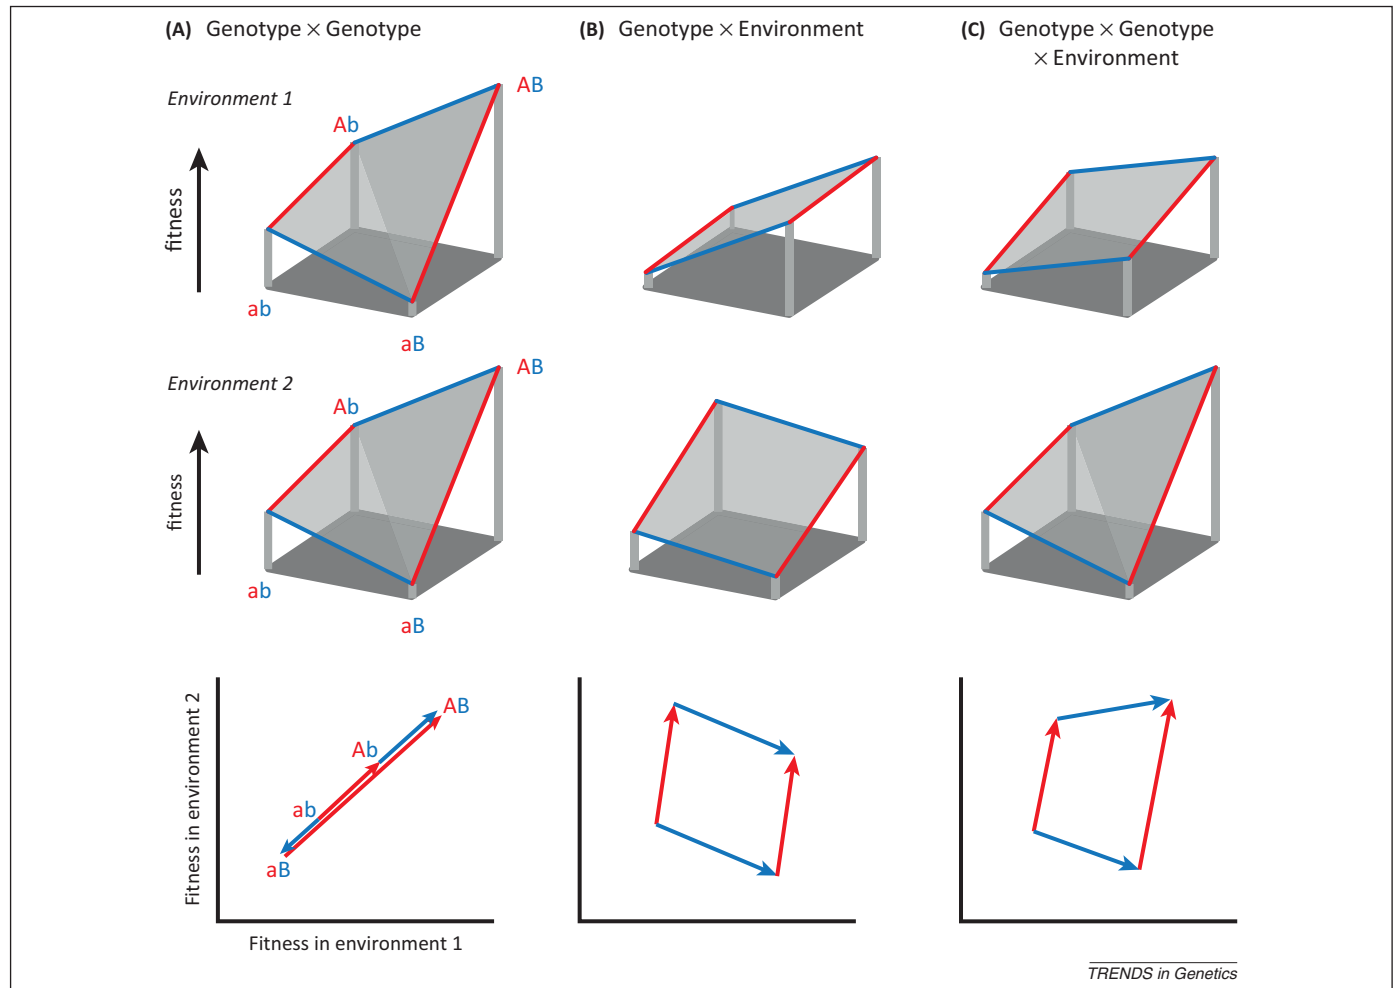 (A) Genotype × Genotype
(B) Genotype × Environment
(C) Genotype × Genotype
× Environment
Environment 1
AB
Ab
fitness
ab
aB
Environment 2
AB
Ab
fitness
ab
aB
Fitness in environment 2
AB
Ab
ab
aB
Fitness in environment 1
TRENDS in Genetics